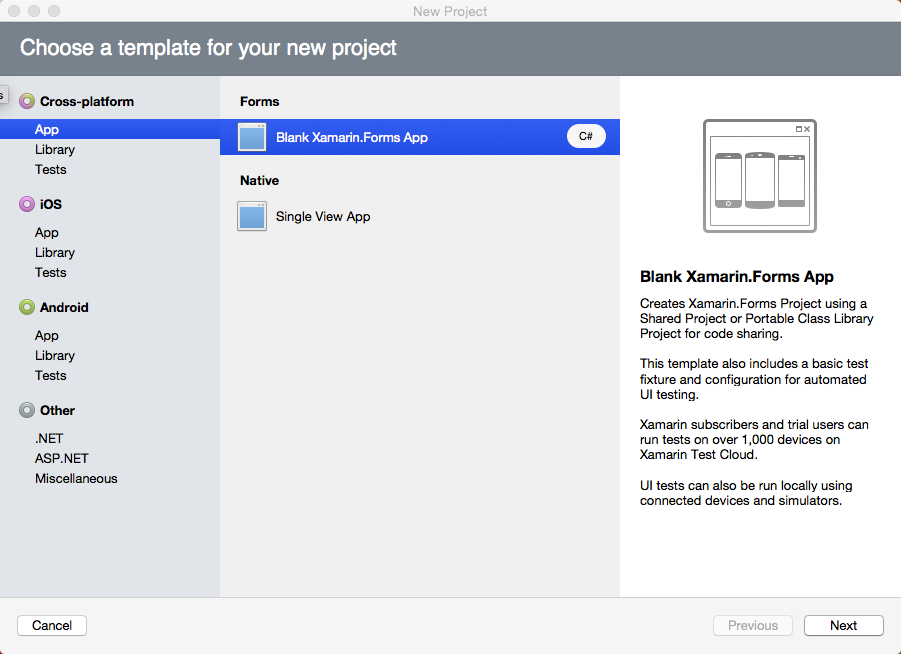 New Project
Choose a template for your new project
s
Cross-platform
App
Library
Tests
iOS
App
Library
Tests
Android
App
Library
Tests
Other
.NET
ASP.NET
Miscellaneous
Forms
Blank Xamarin.Forms App
C#
Native
Single View App
Blank Xamarin.Forms App
Creates Xamarin.Forms Project using a
Shared Project or Portable Class Library
Project for code sharing.
This template also includes a basic test
fixture and configuration for automated
UI testing.
Xamarin subscribers and trial users can
run tests on over 1,000 devices on
Xamarin Test Cloud.
UI tests can also be run locally using
connected devices and simulators.
Cancel
Previous
Next